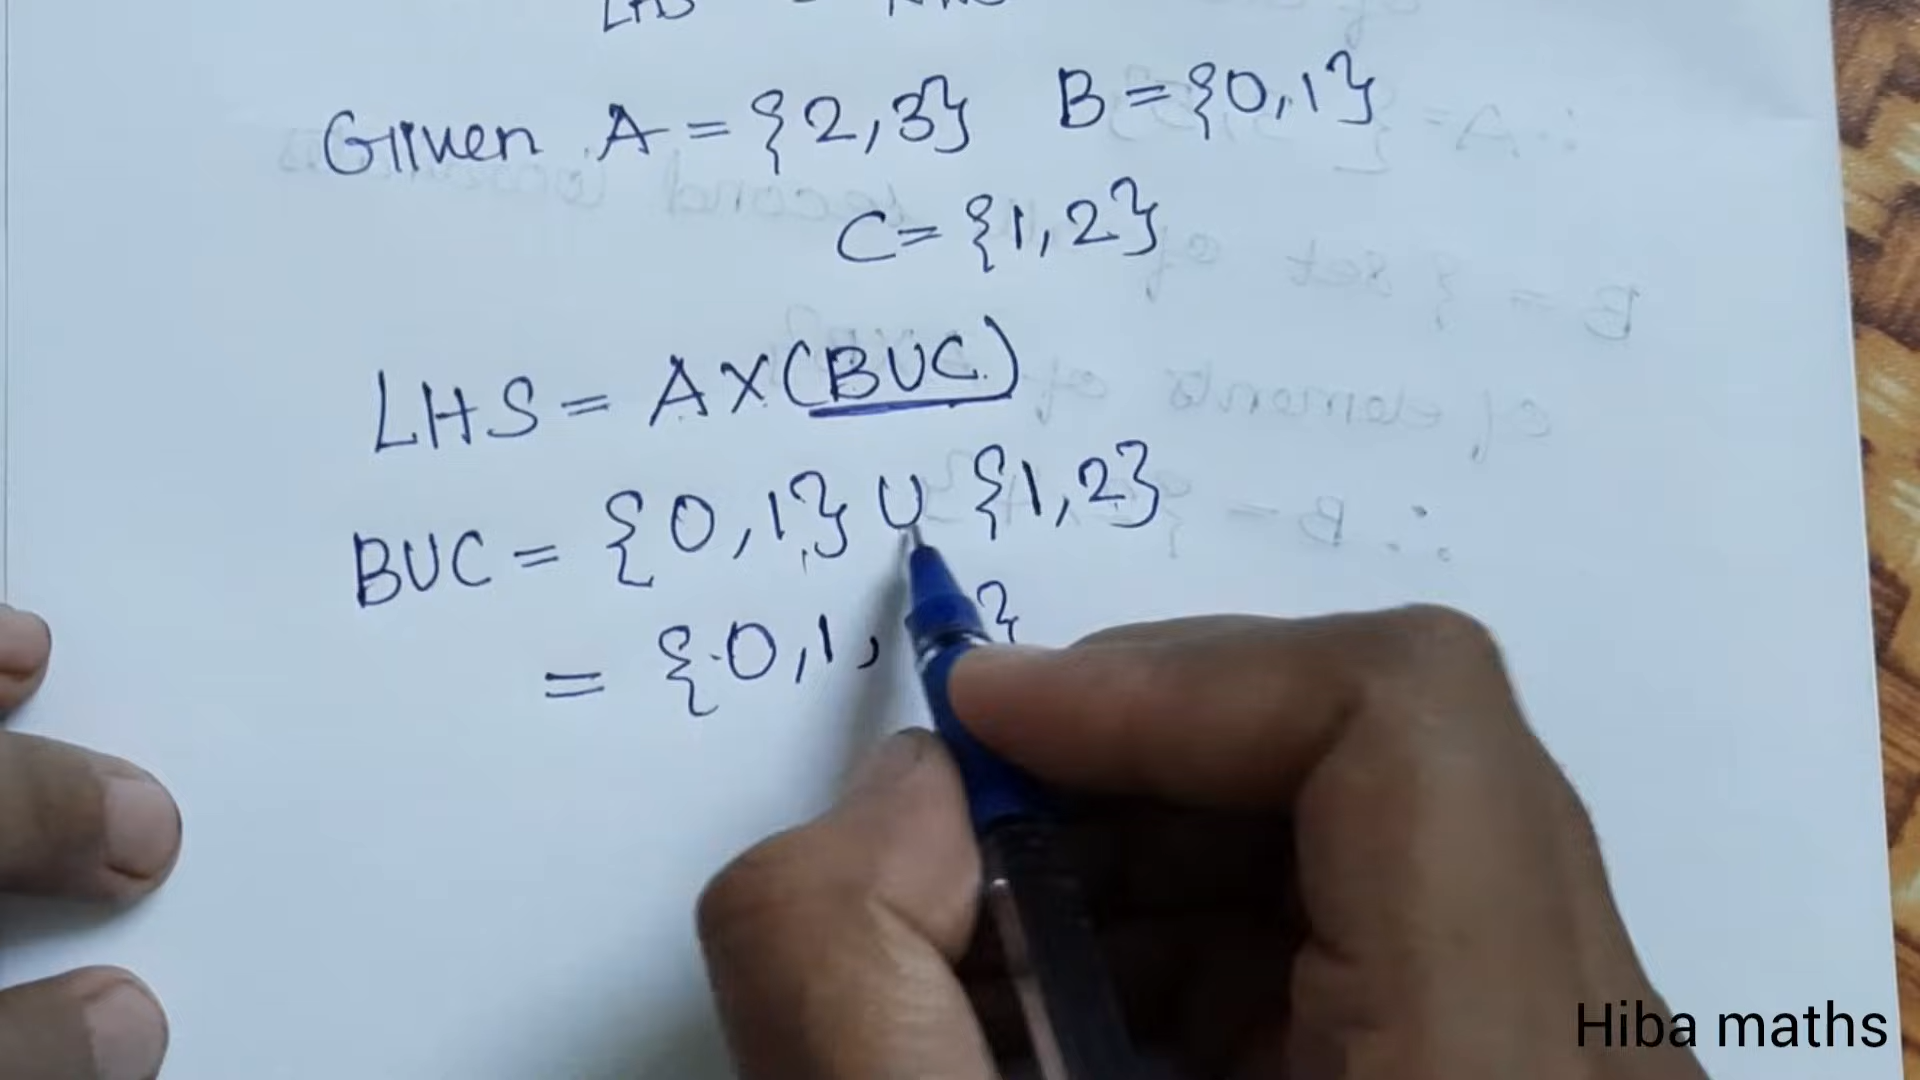 Given A = {2,3} B = {0,1}
C = {1,2}
LHS = A×(BUC)
BUC = {0,1} U {1,2}
= {0,1, }
Hiba maths